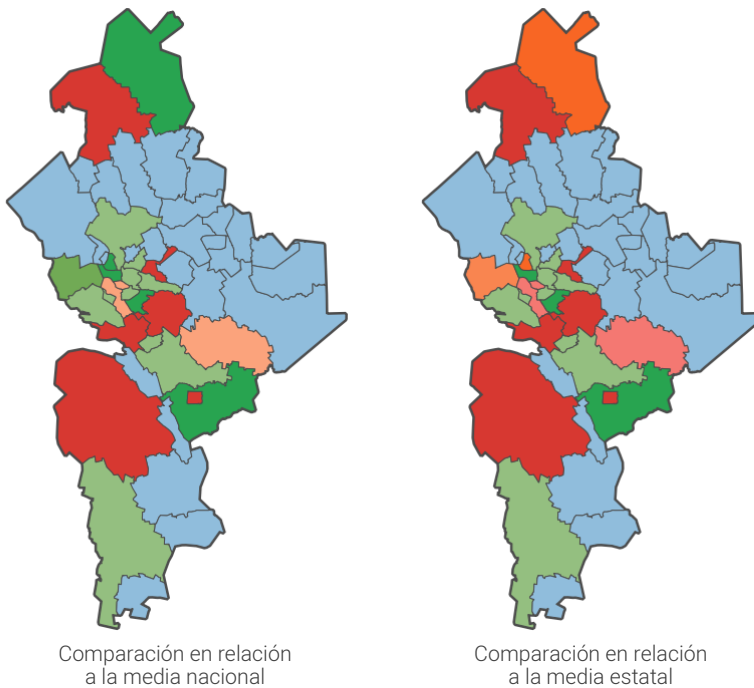 Comparación en relación
a la media nacional
Comparación en relación
a la media estatal